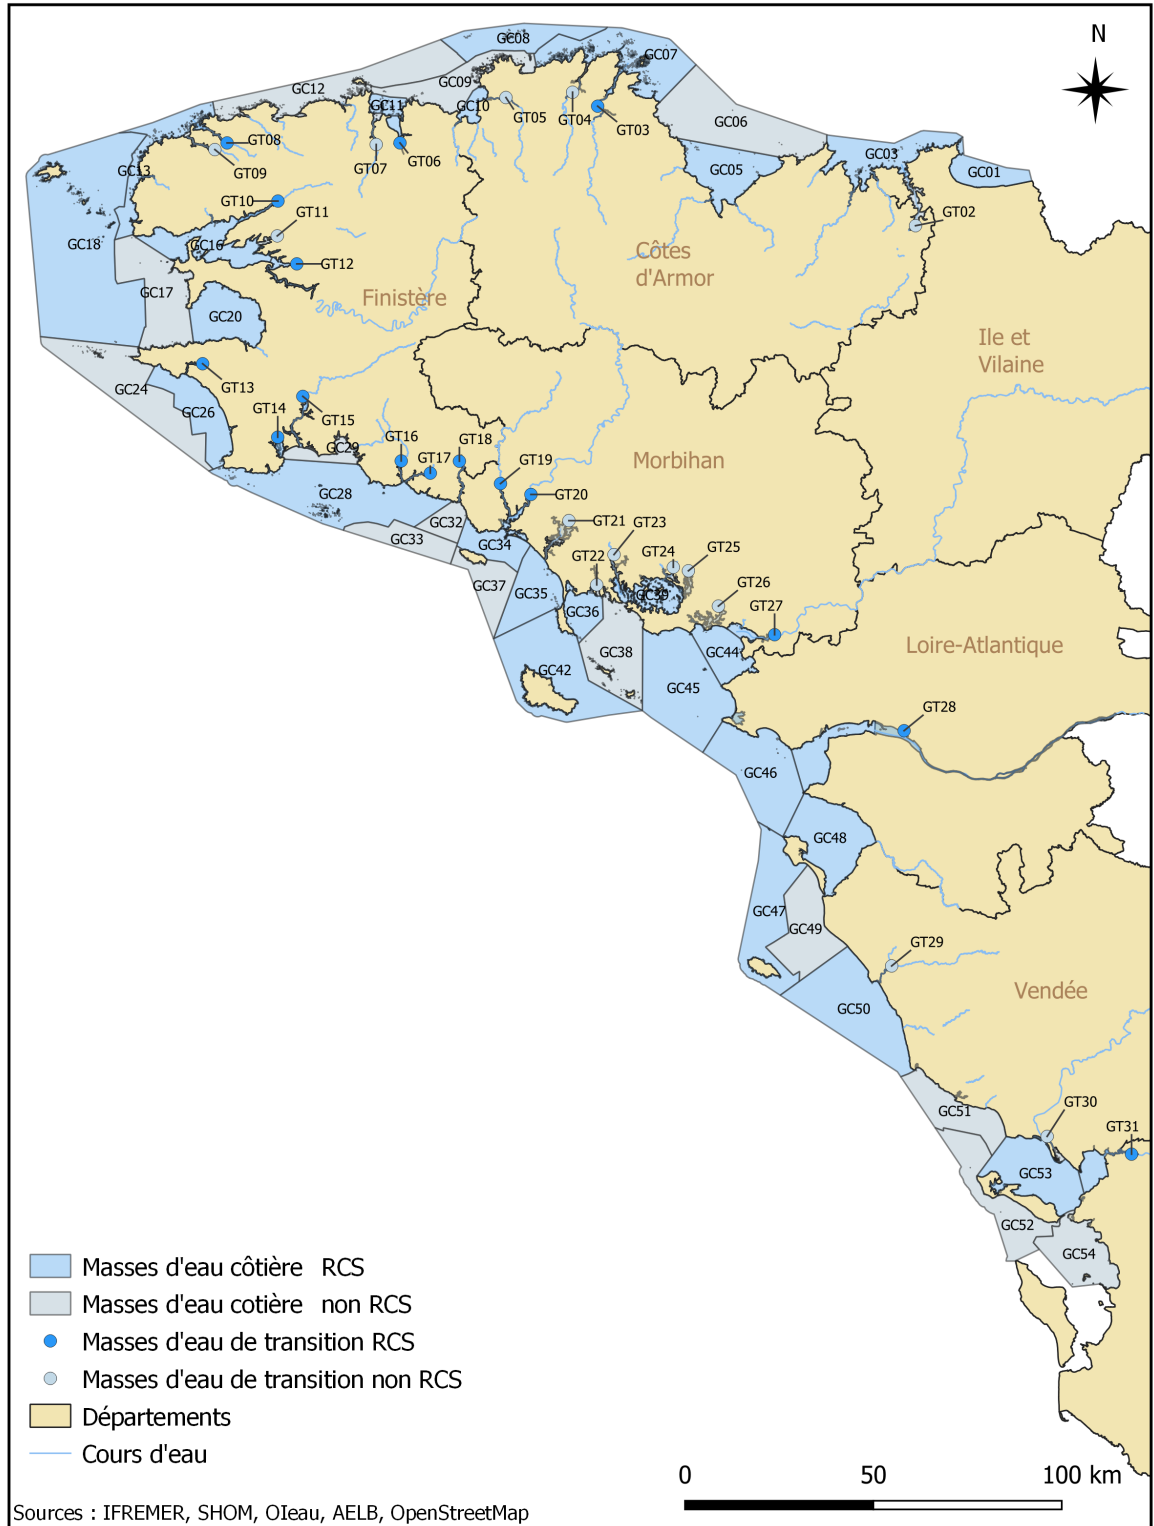 N
GC08
GC07
GC12
GC09
GC11
GC10
GT05
GT04
GT03
GC06
GT08
GT09
GT07
GT06
GC03
GC13
GC05
GC01
GT10
GT11
GT02
GC18
GC16
GT12
Côtes
d'Armor
GC17
Finistère
GC20
Ile et
Vilaine
GC24
GT13
GC26
GT14
GT15
GC29
GT16
GT17
GT18
GT19
Morbihan
GC28
GT20
GC32
GC33
GC34
GT21
GT23
GT22
GT24
GT25
GC37
GC35
GC36
GC39
GT26
GT27
GC38
GC44
Loire-Atlantique
GC42
GC45
GT28
GC46
GC48
GC47
GC49
GT29
Vendée
GC50
GC51
GT30
GT31
GC53
GC52
GC54
Masses d'eau côtière RCS
Masses d'eau cotière non RCS
Masses d'eau de transition RCS
Masses d'eau de transition non RCS
Départements
Cours d'eau
0 50 100 km
Sources : IFREMER, SHOM, OIeau, AELB, OpenStreetMap